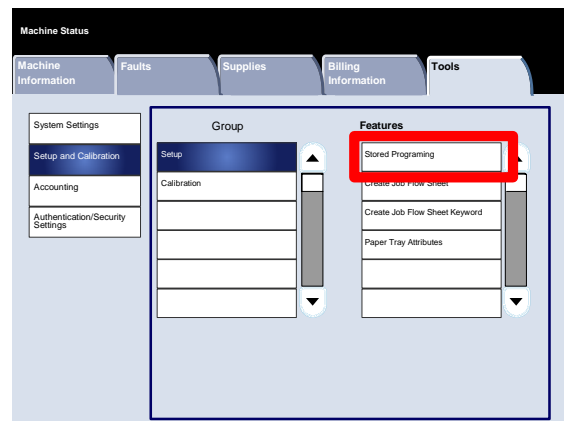 Machine Status
Machine
Information
Faults
Supplies
Billing
Information
Tools
System Settings
Setup and Calibration
Accounting
Authentication/Security
Settings
Group
Setup
Calibration
Features
Stored Programing
Create Job Flow Sheet
Create Job Flow Sheet Keyword
Paper Tray Attributes